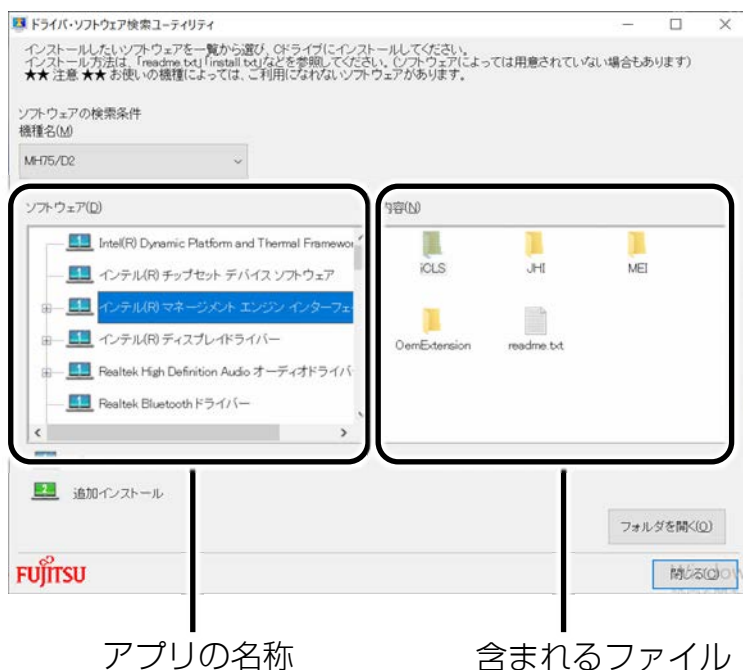 ドライバ・ソフトウェア検索ユーティリティ
インストールしたいソフトウェアを一覧から選び、Cドライブにインストールしてください。
インストール方法は、「readme.txt」「install.txt」などを参照してください。(ソフトウェアによっては用意されていない場合もあります)
★★ 注意 ★★ お使いの機種によっては、ご利用になれないソフトウェアがあります。
ソフトウェアの検索条件
機種名(M)
MH75/D2
ソフトウェア(D)
内容(N)
Intel(R) Dynamic Platform and Thermal Framewor
インテル(R) チップセット デバイス ソフトウェア
インテル(R) マネージメント エンジン インターフェ
インテル(R) ディスプレイドライバー
Realtek High Definition Audio オーディオドライバ
Realtek Bluetooth ドライバー
iCLS
JHI
MEI
OemExtension
readme.txt
追加インストール
フォルダを開く(O)
FUJITSU
閉じる(C)
アプリの名称
含まれるファイル